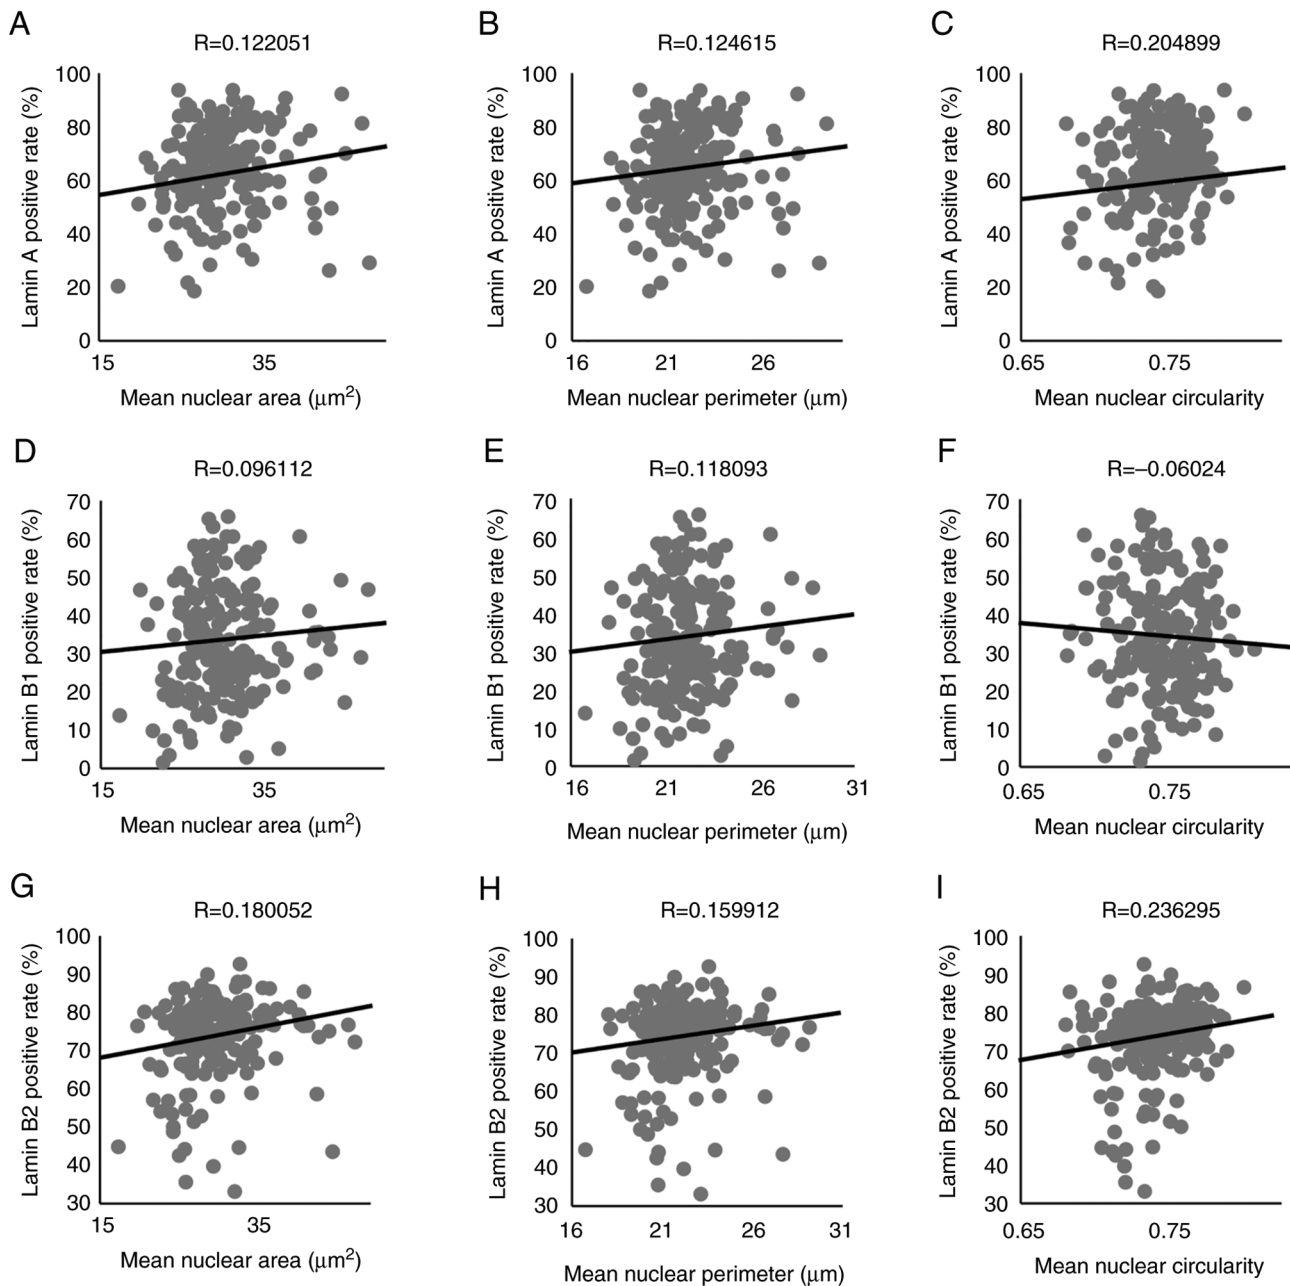 A
R=0.122051
Lamin A positive rate (%)
100
80
60
40
20
0
15
35
Mean nuclear area (μm²)
B
R=0.124615
Lamin A positive rate (%)
100
80
60
40
20
0
16
21
26
Mean nuclear perimeter (μm)
C
R=0.204899
Lamin A positive rate (%)
100
80
60
40
20
0
0.65
0.75
Mean nuclear circularity
D
R=0.096112
Lamin B1 positive rate (%)
70
60
50
40
30
20
10
0
15
35
Mean nuclear area (μm²)
E
R=0.118093
Lamin B1 positive rate (%)
70
60
50
40
30
20
10
0
16
21
26
31
Mean nuclear perimeter (μm)
F
R=–0.06024
Lamin B1 positive rate (%)
70
60
50
40
30
20
10
0
0.65
0.75
Mean nuclear circularity
G
R=0.180052
Lamin B2 positive rate (%)
100
90
80
70
60
50
40
30
15
35
Mean nuclear area (μm²)
H
R=0.159912
Lamin B2 positive rate (%)
100
90
80
70
60
50
40
30
16
21
26
31
Mean nuclear perimeter (μm)
I
R=0.236295
Lamin B2 positive rate (%)
100
90
80
70
60
50
40
30
0.65
0.75
Mean nuclear circularity